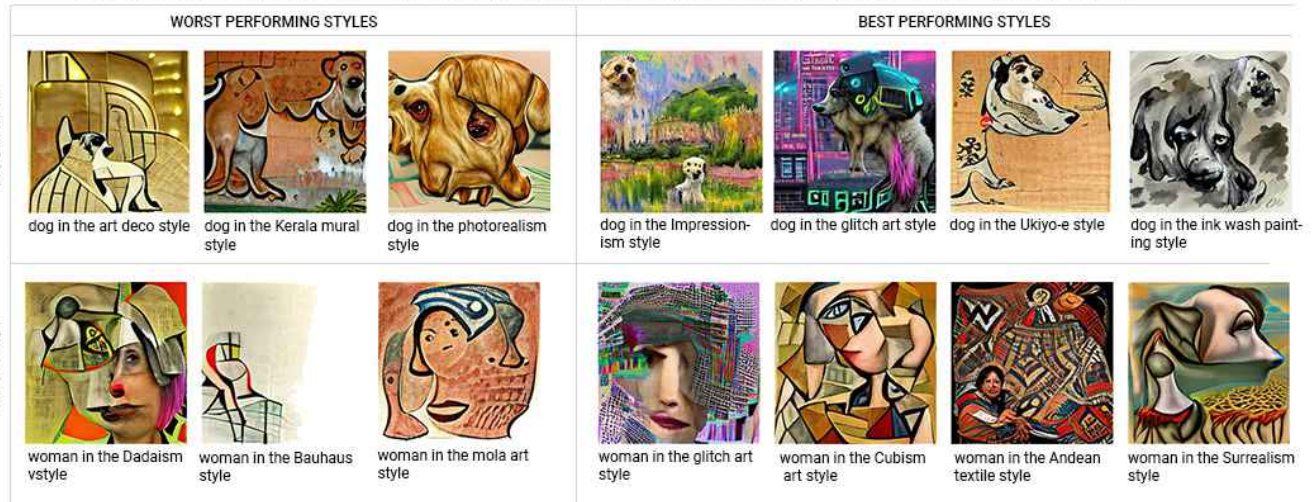 WORST PERFORMING STYLES
BEST PERFORMING STYLES
dog in the art deco style
dog in the Kerala mural
style
dog in the photorealism
style
dog in the Impression-
ism style
dog in the glitch art style
dog in the Ukiyo-e style
dog in the ink wash paint-
ing style
woman in the Dadaism
vstyle
woman in the Bauhaus
style
woman in the mola art
style
woman in the glitch art
style
woman in the Cubism
art style
woman in the Andean
textile style
woman in the Surrealism
style